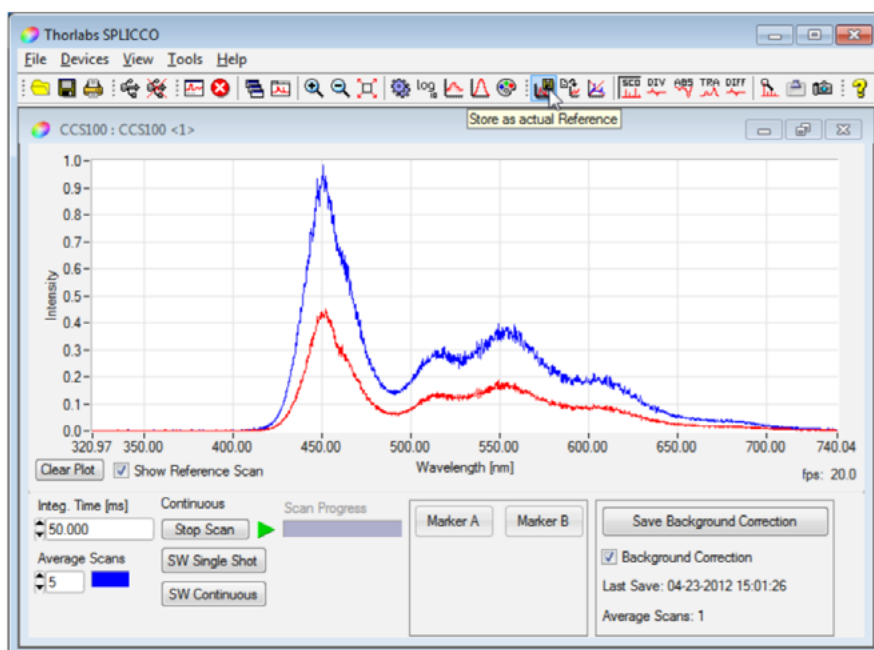 Thorlabs SPLICCO
File Devices View Tools Help
log 10 SCO DIV ABS TRA DIFF
Store as actual Reference
CCS100 : CCS100 <1>
1.0
0.9
0.8
0.7
0.6
0.5
0.4
0.3
0.2
0.1
0.0
Intensity
320.97 350.00 400.00 450.00 500.00 550.00 600.00 650.00 700.00 740.04
Wavelength [nm]
Clear Plot Show Reference Scan
fps: 20.0
Integ. Time [ms] Continuous Scan Progress
50.000 Stop Scan Marker A Marker B Save Background Correction
Average Scans SW Single Shot Background Correction
5 SW Continuous Last Save: 04-23-2012 15:01:26
Average Scans: 1